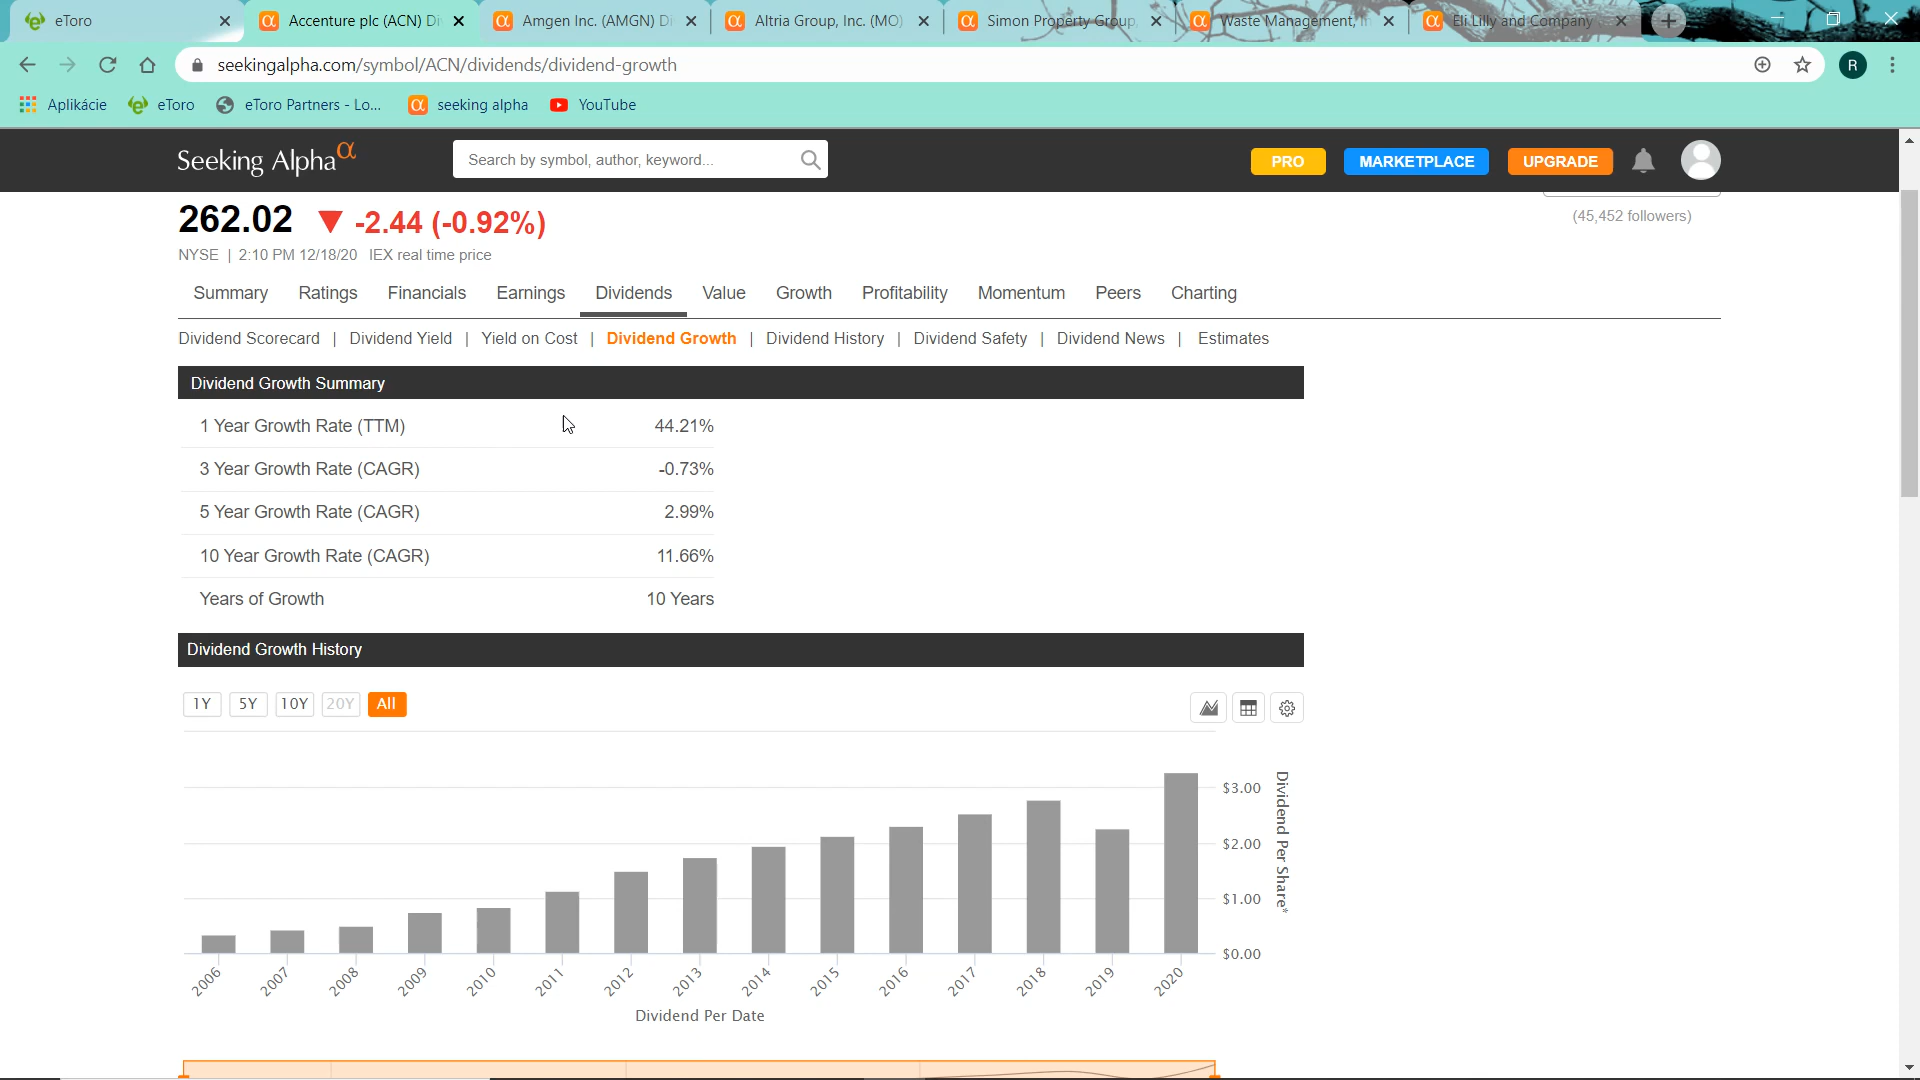 eToro
Accenture plc (ACN) Di
Amgen Inc. (AMGN) Di
Altria Group, Inc. (MO)
Simon Property Group,
Waste Management, I
Eli Lilly and Company
seekingalpha.com/symbol/ACN/dividends/dividend-growth
R
Aplikácie
eToro
eToro Partners - Lo...
seeking alpha
YouTube
Seeking Alpha α
Search by symbol, author, keyword...
PRO
MARKETPLACE
UPGRADE
262.02 ▼ -2.44 (-0.92%)
(45,452 followers)
NYSE | 2:10 PM 12/18/20 IEX real time price
Summary Ratings Financials Earnings Dividends Value Growth Profitability Momentum Peers Charting
Dividend Scorecard | Dividend Yield | Yield on Cost | Dividend Growth | Dividend History | Dividend Safety | Dividend News | Estimates
Dividend Growth Summary
1 Year Growth Rate (TTM) 44.21%
3 Year Growth Rate (CAGR) -0.73%
5 Year Growth Rate (CAGR) 2.99%
10 Year Growth Rate (CAGR) 11.66%
Years of Growth 10 Years
Dividend Growth History
1Y 5Y 10Y 20Y All
$3.00
$2.00
$1.00
$0.00
Dividend Per Share*
2006 2007 2008 2009 2010 2011 2012 2013 2014 2015 2016 2017 2018 2019 2020
Dividend Per Date